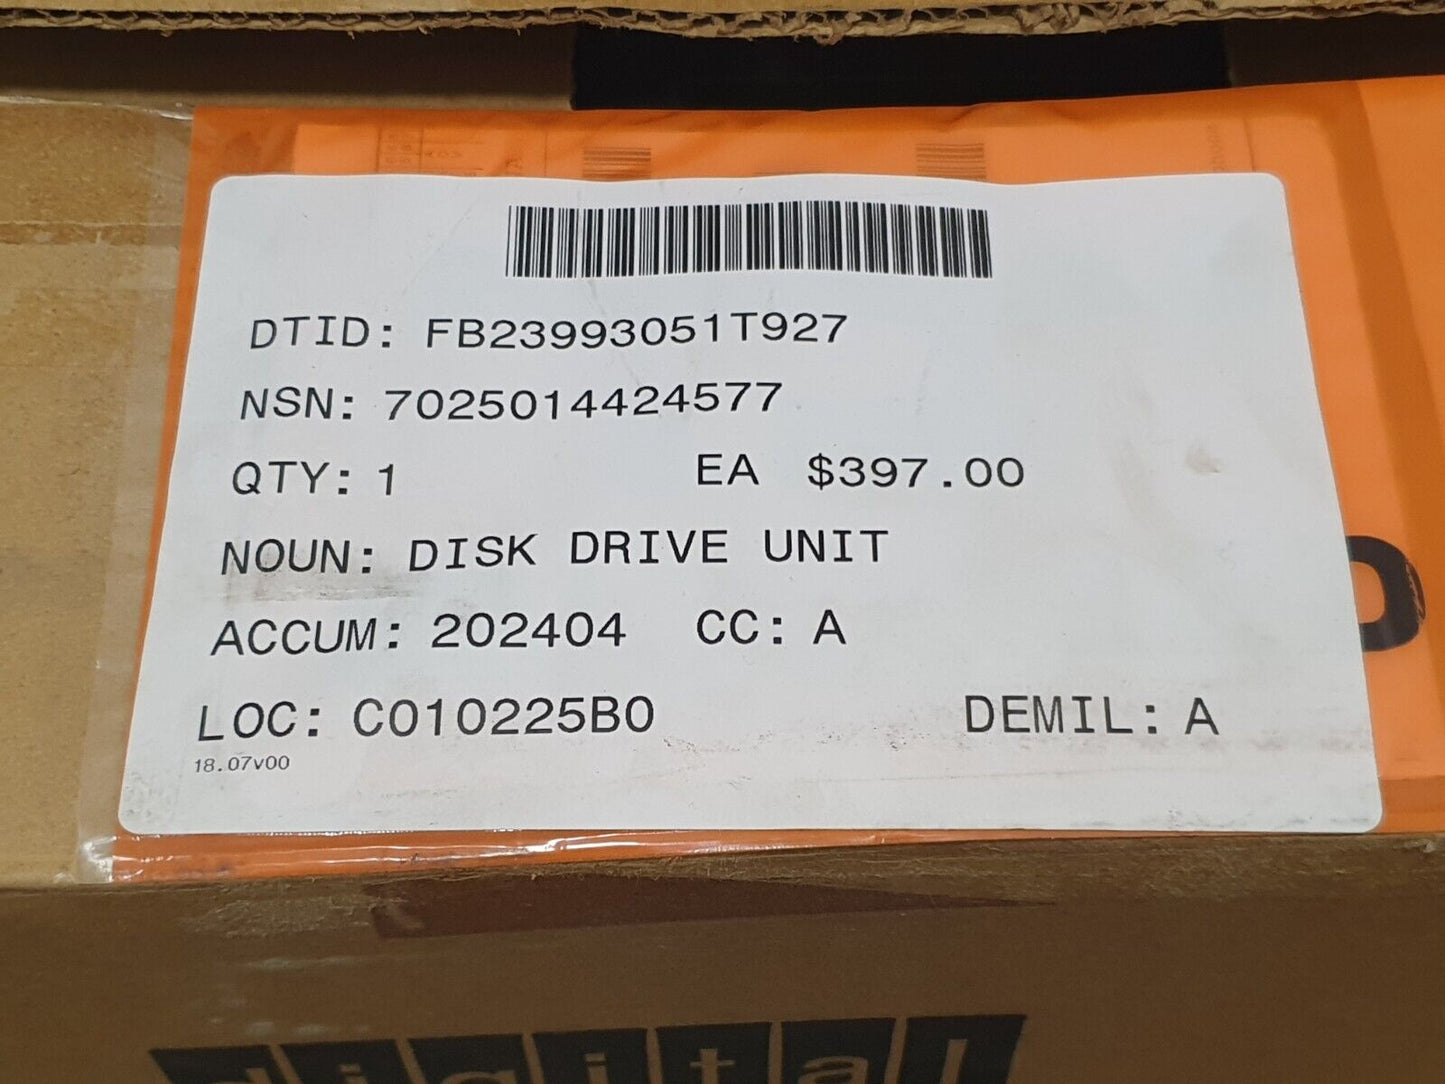 DTID: FB23993051T927
NSN: 7025014424577
QTY: 1 EA $397.00
NOUN: DISK DRIVE UNIT
ACCUM: 202404 CC: A
LOC: C010225B0 DEMIL: A
18.07v00
digital